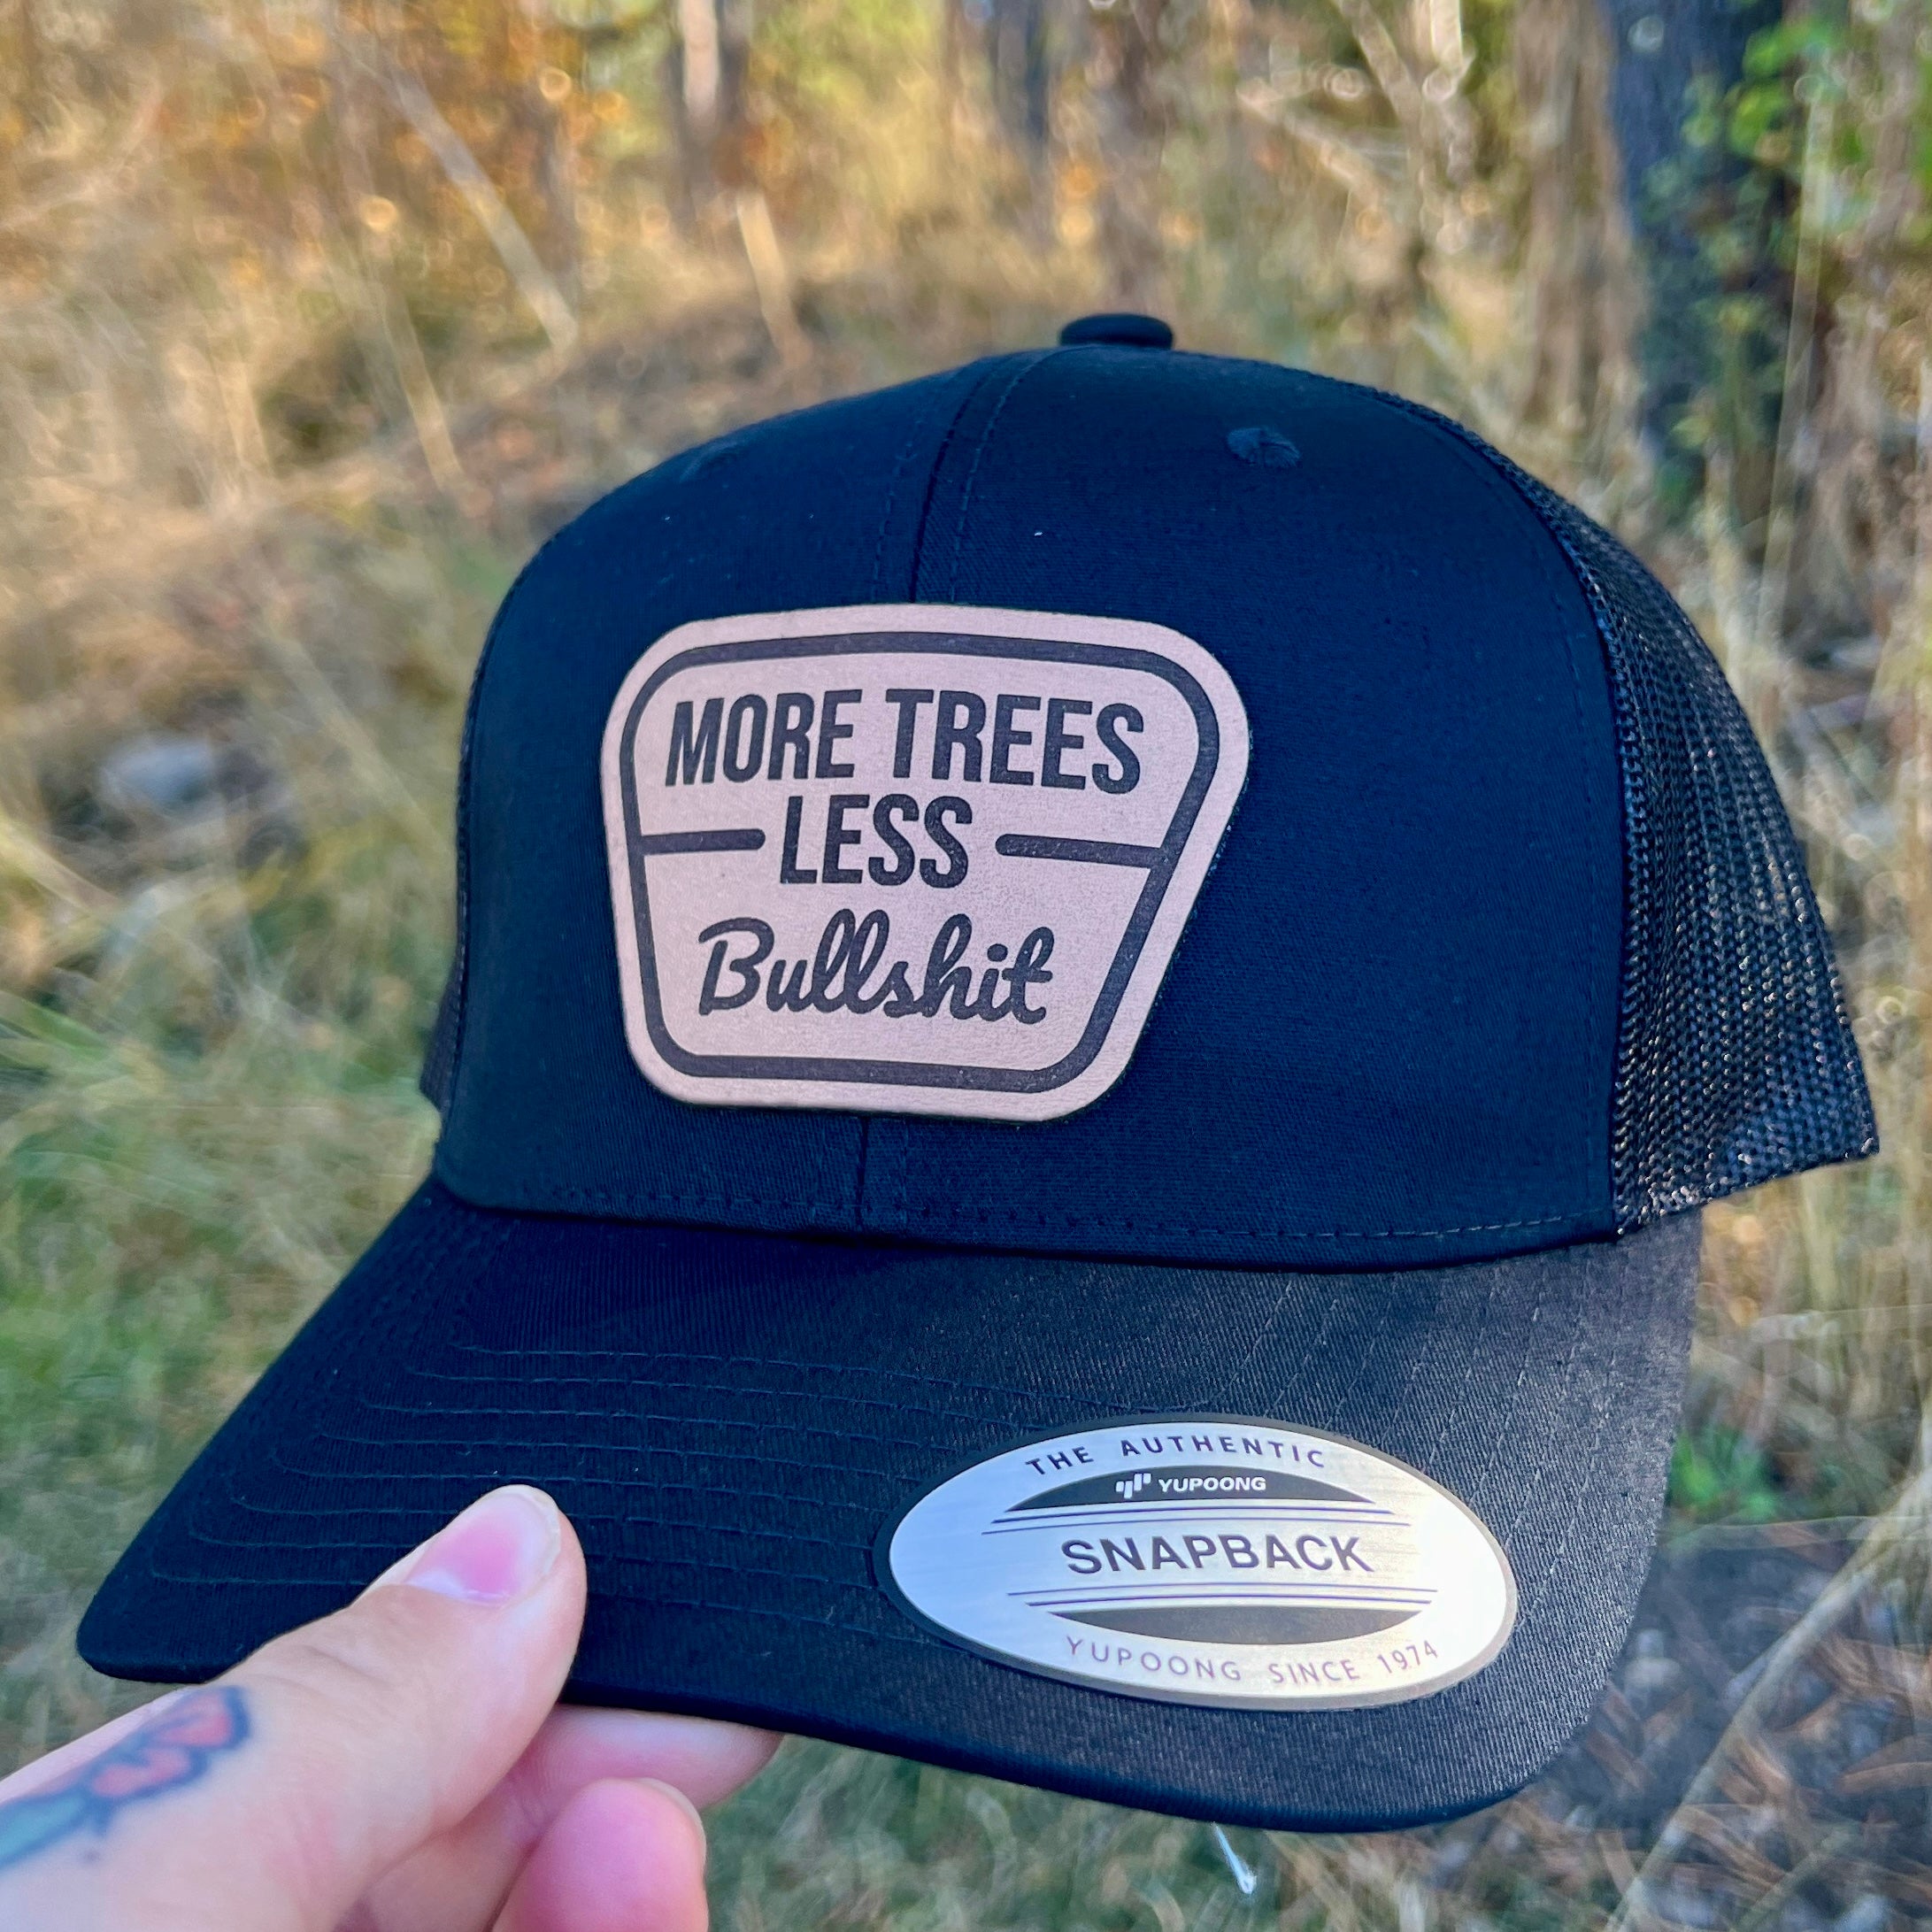 MORE TREES
LESS
Bullshit
THE AUTHENTIC
YUPOONG
SNAPBACK
YUPOONG SINCE 1974